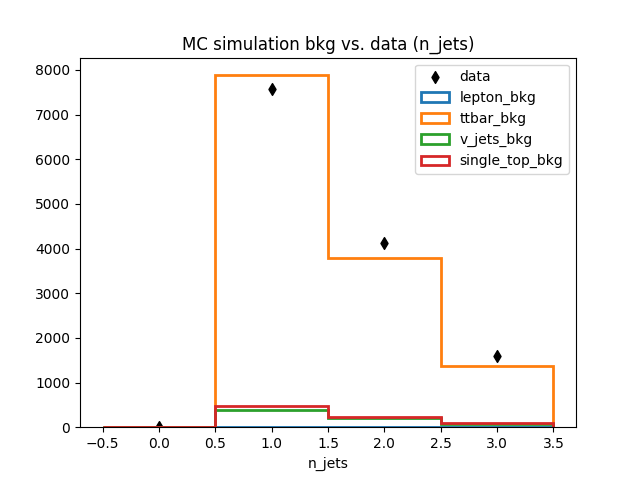 MC simulation bkg vs. data (n_jets)
8000
7000
6000
5000
4000
3000
2000
1000
0
data
lepton_bkg
ttbar_bkg
v_jets_bkg
single_top_bkg
−0.5 0.0 0.5 1.0 1.5 2.0 2.5 3.0 3.5
n_jets